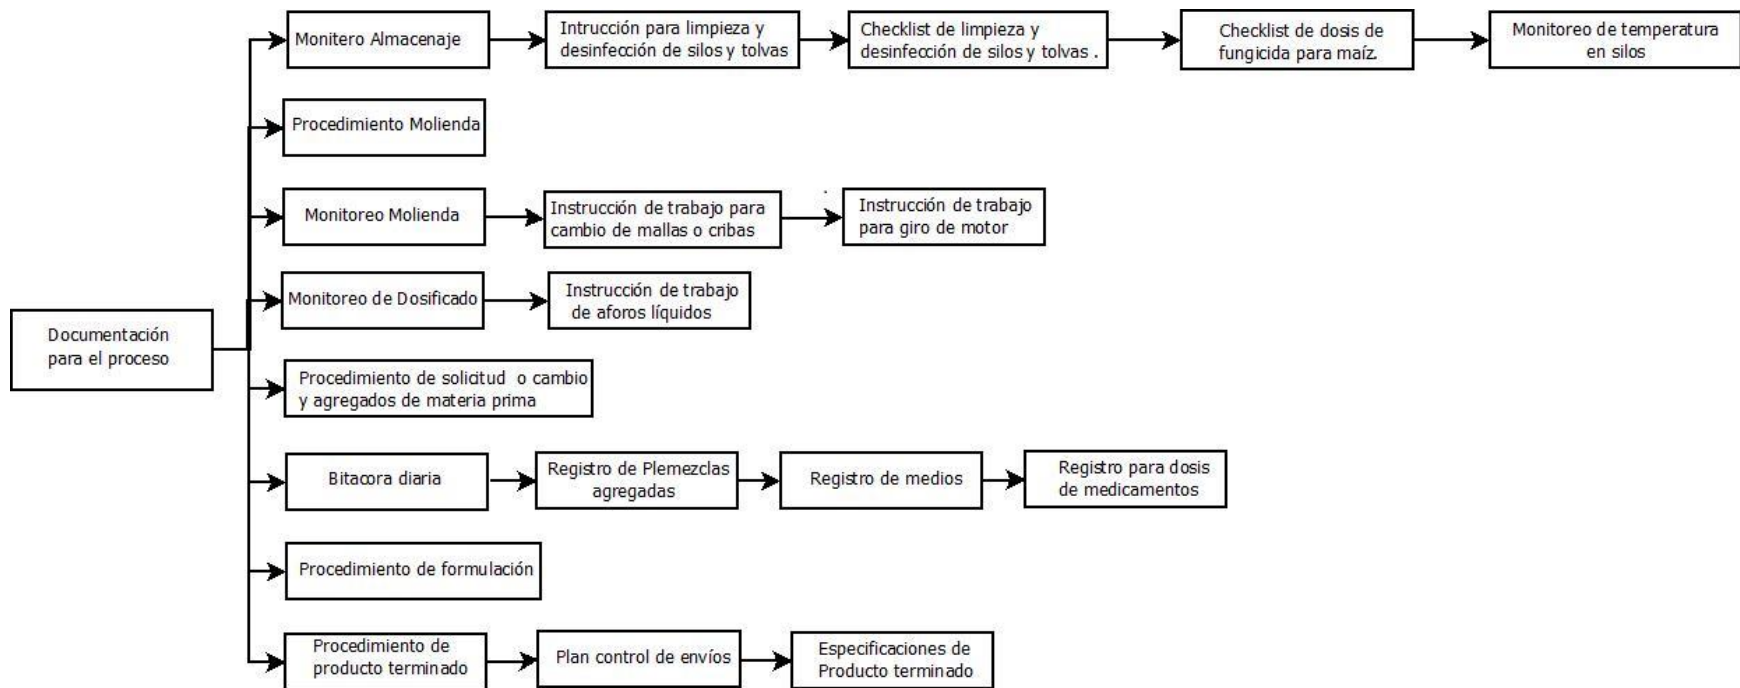 Monitero Almacenaje
Intrucción para limpieza y
desinfección de silos y tolvas
Checklist de limpieza y
desinfección de silos y tolvas .
Checklist de dosis de
fungicida para maíz.
Monitoreo de temperatura
en silos
Procedimiento Molienda
Monitoreo Molienda
Instrucción de trabajo para
cambio de mallas o cribas
Instrucción de trabajo
para giro de motor
Monitoreo de Dosificado
Instrucción de trabajo
de aforos líquidos
Documentación
para el proceso
Procedimiento de solicitud o cambio
y agregados de materia prima
Bitacora diaria
Registro de Plemezclas
agregadas
Registro de medios
Registro para dosis
de medicamentos
Procedimiento de formulación
Procedimiento de
producto terminado
Plan control de envíos
Especificaciones de
Producto terminado